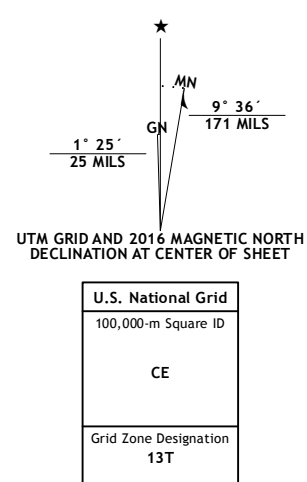 ★
MN
9° 36´
171 MILS
GN
1° 25´
25 MILS
UTM GRID AND 2016 MAGNETIC NORTH
DECLINATION AT CENTER OF SHEET
U.S. National Grid
100,000-m Square ID
CE
Grid Zone Designation
13T